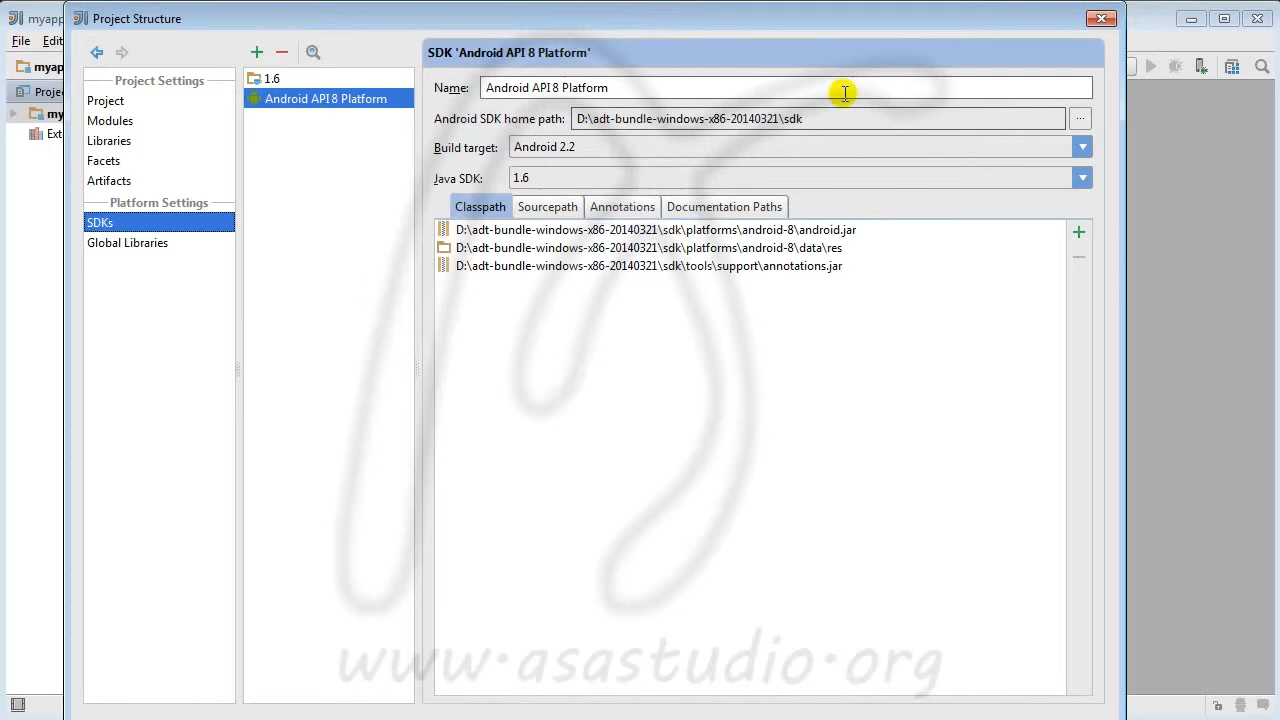 Project Structure
myapp
File Edit
myap
Proje
my
Ext
Project Settings
Project
Modules
Libraries
Facets
Artifacts
Platform Settings
SDKs
Global Libraries
1.6
Android API 8 Platform
SDK 'Android API 8 Platform'
Name: Android API 8 Platform
Android SDK home path: D:\adt-bundle-windows-x86-20140321\sdk ...
Build target: Android 2.2
Java SDK: 1.6
Classpath Sourcepath Annotations Documentation Paths
D:\adt-bundle-windows-x86-20140321\sdk\platforms\android-8\android.jar
D:\adt-bundle-windows-x86-20140321\sdk\platforms\android-8\data\res
D:\adt-bundle-windows-x86-20140321\sdk\tools\support\annotations.jar
www.asastudio.org